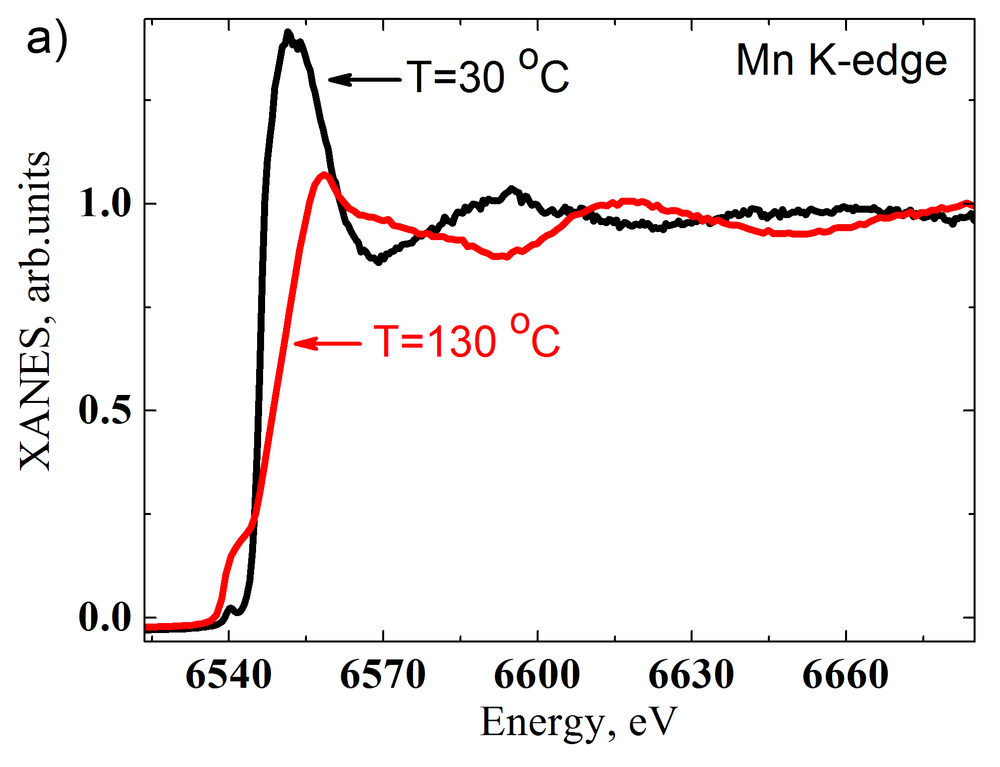 a)
Mn K-edge
T=30 °C
T=130 °C
XANES, arb.units
1.0
0.5
0.0
6540 6570 6600 6630 6660
Energy, eV